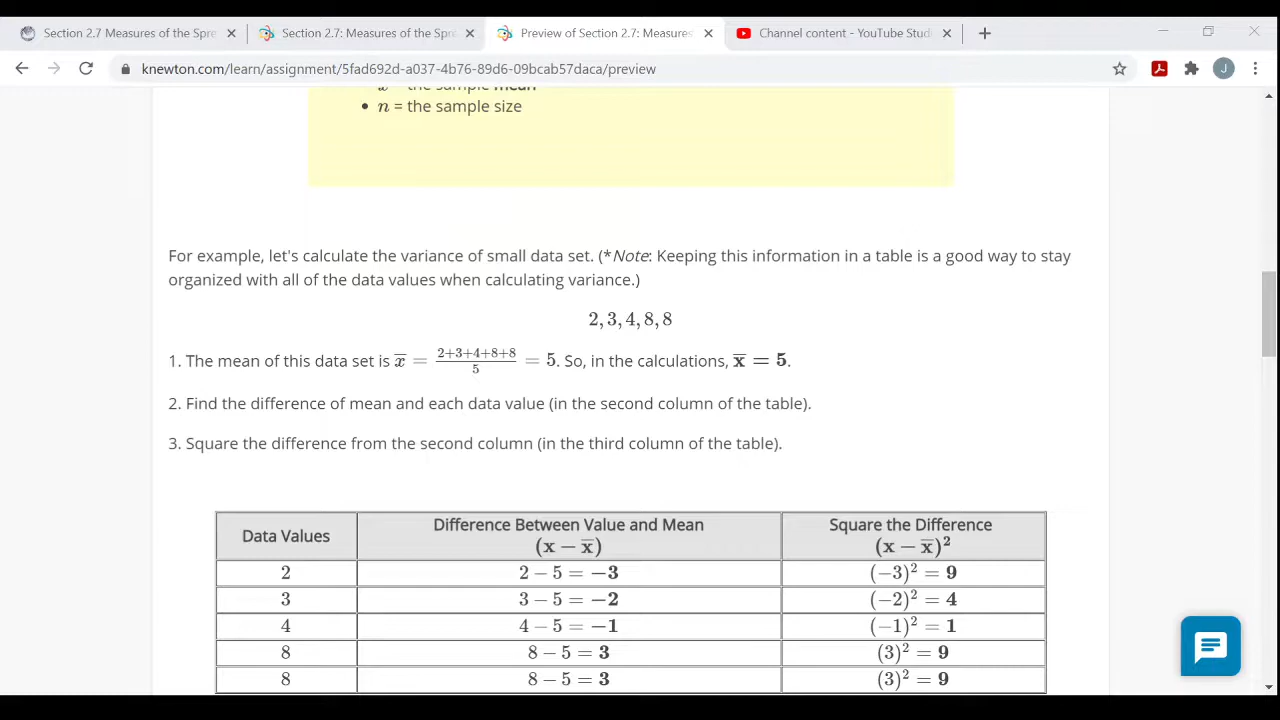 Section 2.7 Measures of the Spre
Section 2.7: Measures of the Spre
Preview of Section 2.7: Measures
Channel content - YouTube Stud
knewton.com/learn/assignment/5fad692d-a037-4b76-89d6-09bcab57daca/preview
J
x̅ = the sample mean
• n = the sample size
For example, let's calculate the variance of small data set. (*Note: Keeping this information in a table is a good way to stay
organized with all of the data values when calculating variance.)
2, 3, 4, 8, 8
1. The mean of this data set is x̅ = 2+3+4+8+8/5 = 5. So, in the calculations, x̅ = 5.
2. Find the difference of mean and each data value (in the second column of the table).
3. Square the difference from the second column (in the third column of the table).
Data Values | Difference Between Value and Mean (x − x̅) | Square the Difference (x − x̅)²
2 | 2 − 5 = −3 | (−3)² = 9
3 | 3 − 5 = −2 | (−2)² = 4
4 | 4 − 5 = −1 | (−1)² = 1
8 | 8 − 5 = 3 | (3)² = 9
8 | 8 − 5 = 3 | (3)² = 9